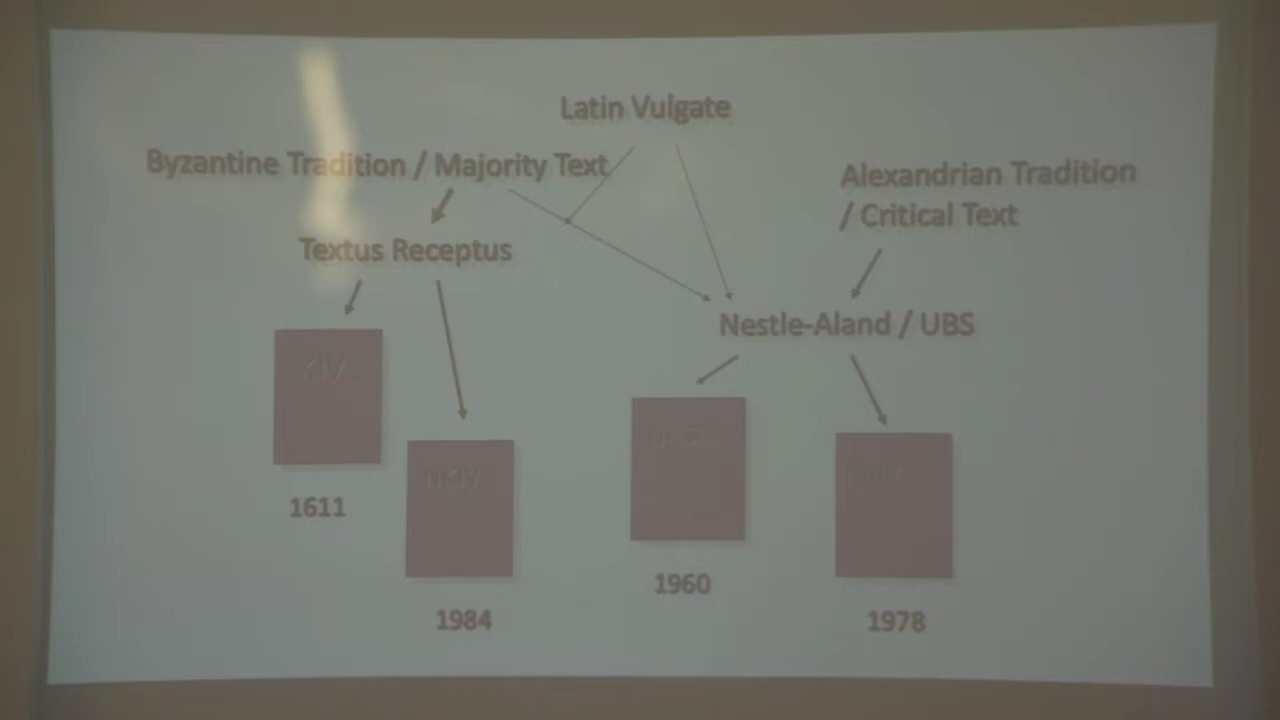 Latin Vulgate
Byzantine Tradition / Majority Text
Alexandrian Tradition
/ Critical Text
Textus Receptus
Nestle-Aland / UBS
NKJV
1611
1984
1960
1978